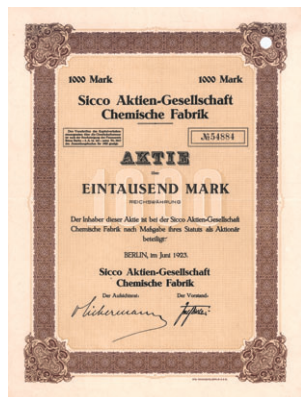 1000 Mark 1000 Mark
Sicco Aktien-Gesellschaft
Chemische Fabrik
№ 54884
AKTIE
über
EINTAUSEND MARK
REICHSWÄHRUNG
Der Inhaber dieser Aktie ist bei der Sicco Aktien-Gesellschaft
Chemische Fabrik nach Maßgabe ihres Statuts als Aktionär
beteiligt.
BERLIN, im Juni 1923.
Sicco Aktien-Gesellschaft
Chemische Fabrik
Der Aufsichtsrat. Der Vorstand.